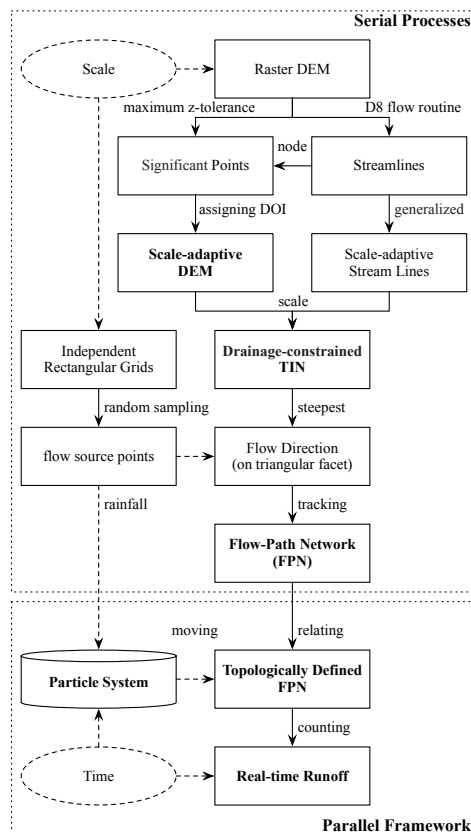 Serial Processes
Scale
Raster DEM
maximum z-tolerance
D8 flow routine
node
Significant Points
Streamlines
assigning DOI
generalized
Scale-adaptive
DEM
Scale-adaptive
Stream Lines
scale
Independent
Rectangular Grids
Drainage-constrained
TIN
random sampling
steepest
flow source points
Flow Direction
(on triangular facet)
rainfall
tracking
Flow-Path Network
(FPN)
moving
relating
Particle System
Topologically Defined
FPN
counting
Time
Real-time Runoff
Parallel Framework